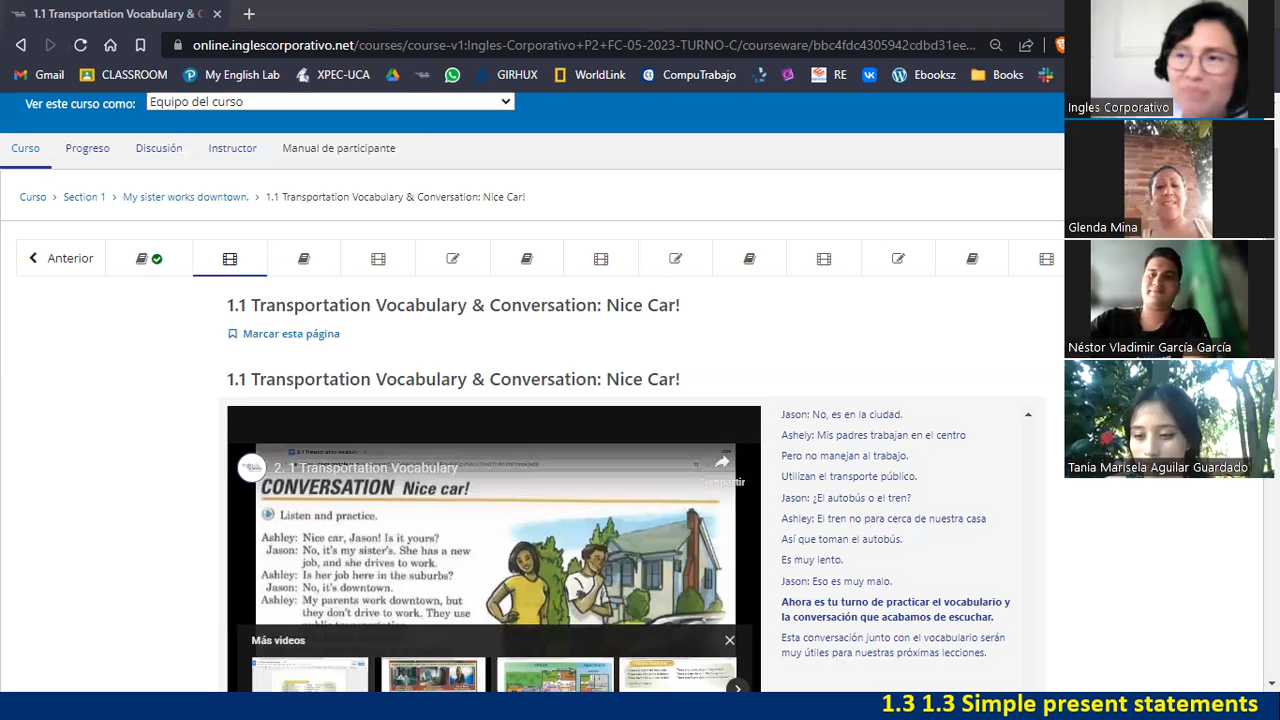 1.1 Transportation Vocabulary & C
online.inglescorporativo.net/courses/course-v1:Ingles-Corporativo+P2+FC-05-2023-TURNO-C/courseware/bbc4fdc4305942cdbd31ee...
Gmail CLASSROOM My English Lab XPEC-UCA GIRHUX WorldLink CompuTrabajo RE Ebooksz Books
Ver este curso como: Equipo del curso
Curso Progreso Discusión Instructor Manual de participante
Curso > Section 1 > My sister works downtown. > 1.1 Transportation Vocabulary & Conversation: Nice Car!
Anterior
1.1 Transportation Vocabulary & Conversation: Nice Car!
Marcar esta página
1.1 Transportation Vocabulary & Conversation: Nice Car!
2. 1 Transportation Vocabulary
Compartir
CONVERSATION Nice car!
Listen and practice.
Ashley: Nice car, Jason! Is it yours?
Jason: No, it's my sister's. She has a new
job, and she drives to work.
Ashley: Is her job here in the suburbs?
Jason: No, it's downtown.
Ashley: My parents work downtown, but
they don't drive to work. They use
Más videos
Jason: No, es en la ciudad.
Ashely: Mis padres trabajan en el centro
Pero no manejan al trabajo.
Utilizan el transporte público.
Jason: ¿El autobús o el tren?
Ashley: El tren no para cerca de nuestra casa
Así que toman el autobús.
Es muy lento.
Jason: Eso es muy malo.
Ahora es tu turno de practicar el vocabulario y
la conversación que acabamos de escuchar.
Esta conversación junto con el vocabulario serán
muy útiles para nuestras próximas lecciones.
Ingles Corporativo
Glenda Mina
Néstor Vladimir García García
Tania Marisela Aguilar Guardado
1.3 1.3 Simple present statements